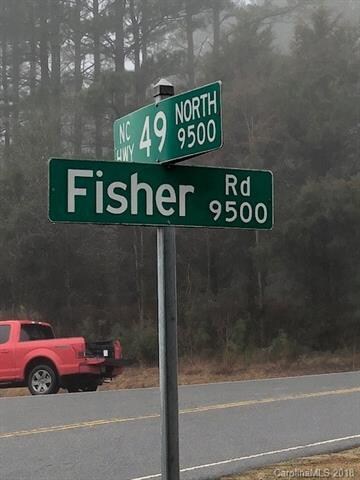 NC HWY 49 NORTH 9500
Fisher Rd 9500
CarolinaMLS 2018